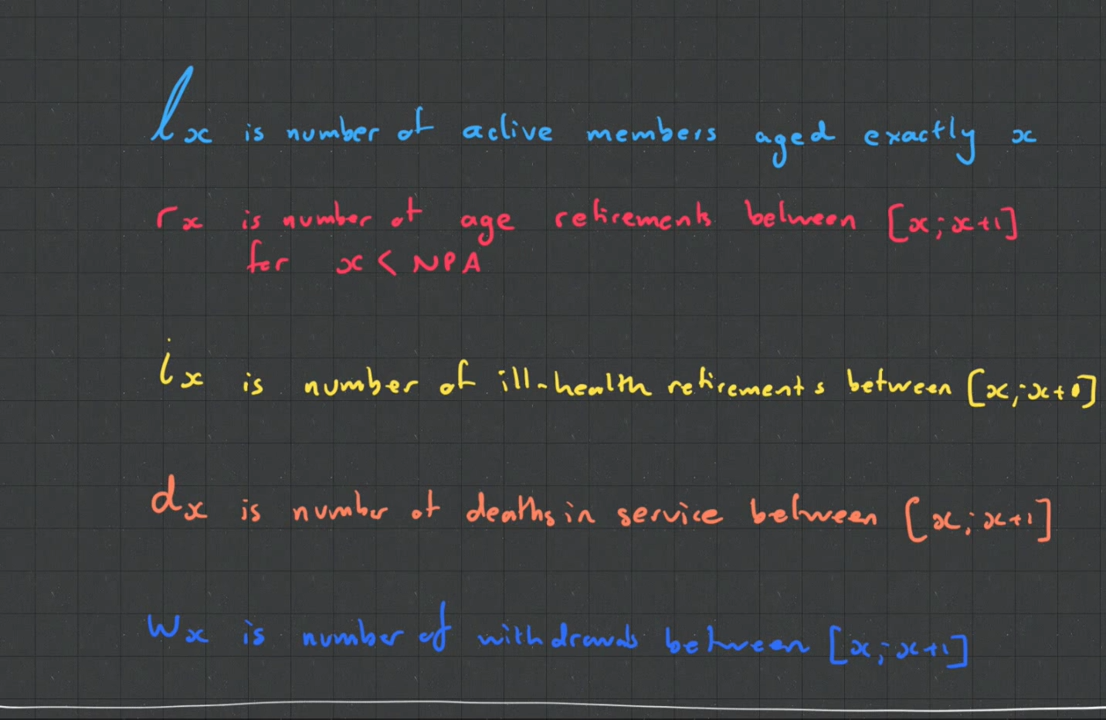 lx is number of active members aged exactly x
rx is number of age retirements between [x;x+1]
for x < NPA
ix is number of ill-health retirements between [x;x+1]
dx is number of deaths in service between [x;x+1]
wx is number of withdrawals between [x;x+1]